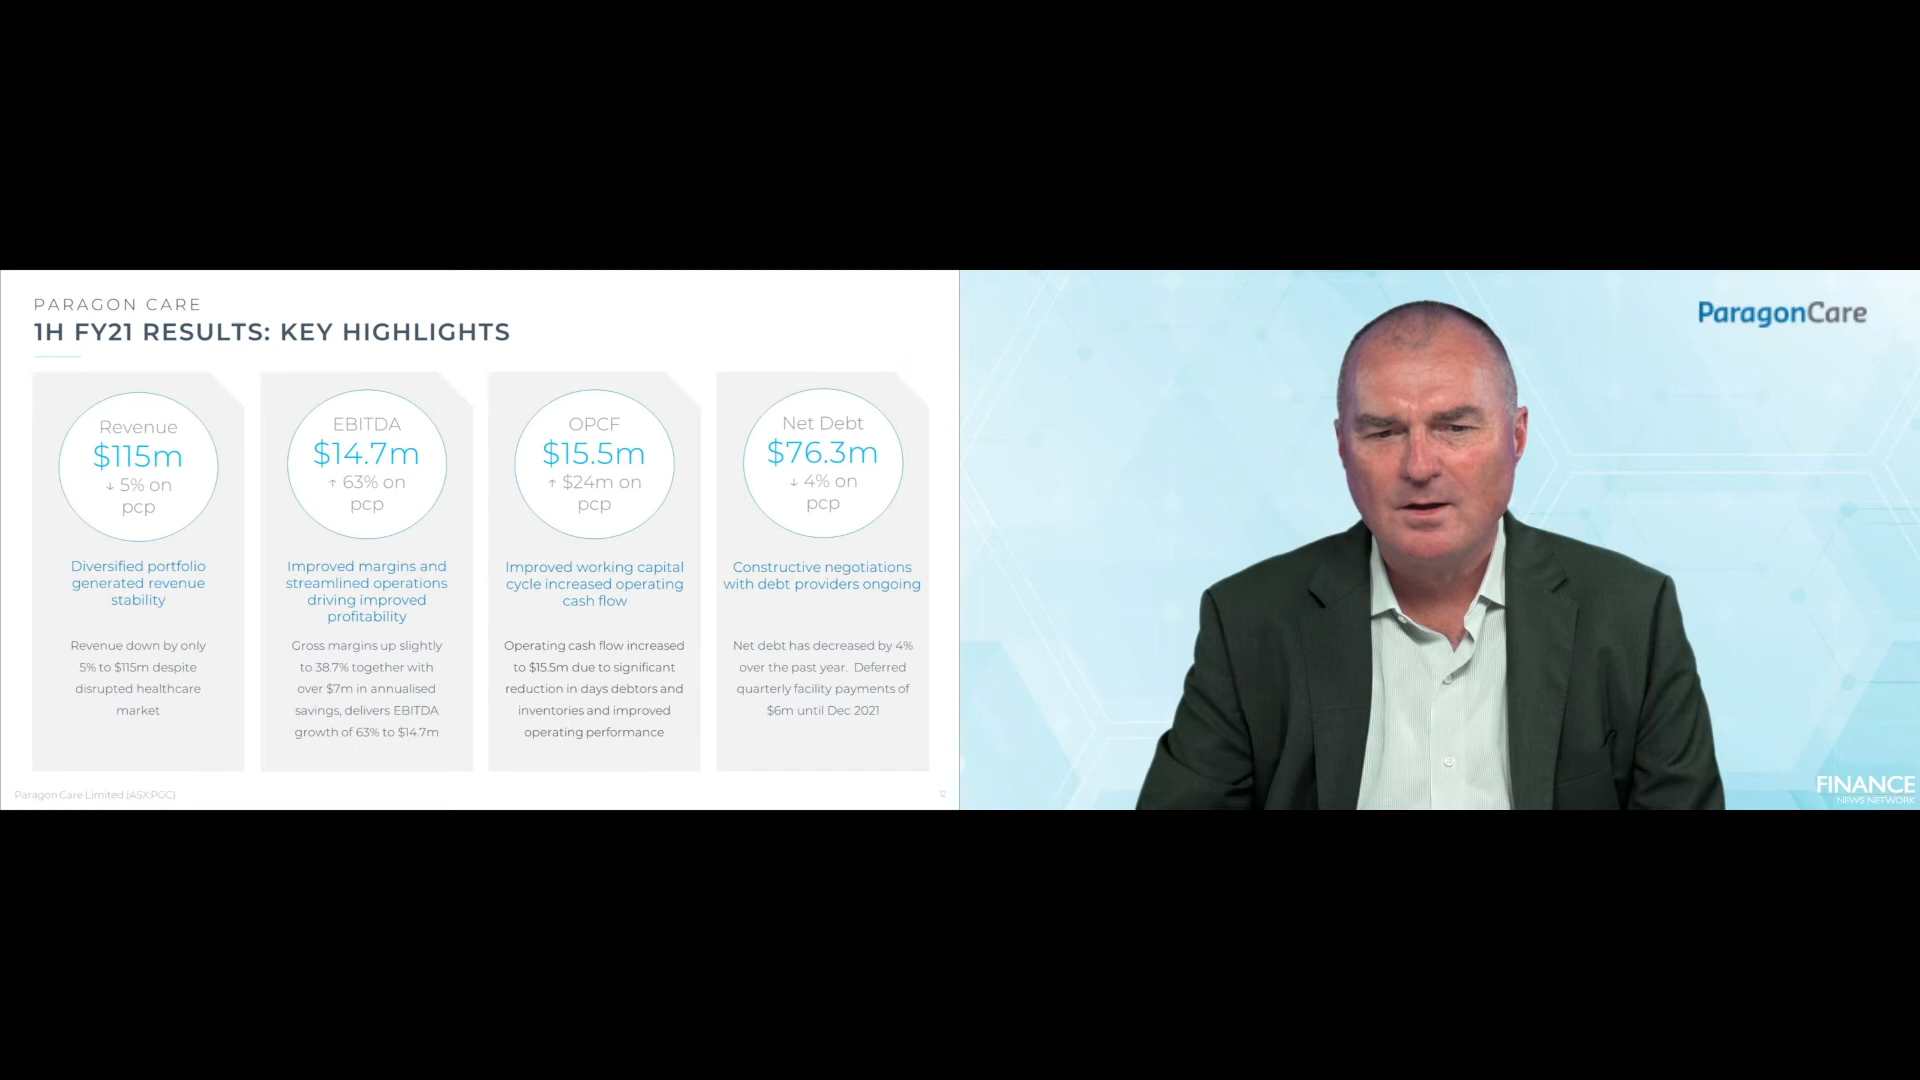 PARAGON CARE
1H FY21 RESULTS: KEY HIGHLIGHTS
Revenue
$115m
↓ 5% on
pcp
Diversified portfolio
generated revenue
stability
Revenue down by only
5% to $115m despite
disrupted healthcare
market
EBITDA
$14.7m
↑ 63% on
pcp
Improved margins and
streamlined operations
driving improved
profitability
Gross margins up slightly
to 38.7% together with
over $7m in annualised
savings, delivers EBITDA
growth of 63% to $14.7m
OPCF
$15.5m
↑ $24m on
pcp
Improved working capital
cycle increased operating
cash flow
Operating cash flow increased
to $15.5m due to significant
reduction in days debtors and
inventories and improved
operating performance
Net Debt
$76.3m
↓ 4% on
pcp
Constructive negotiations
with debt providers ongoing
Net debt has decreased by 4%
over the past year. Deferred
quarterly facility payments of
$6m until Dec 2021
Paragon Care Limited (ASX:PGC)
12
ParagonCare
FINANCE
NEWS NETWORK